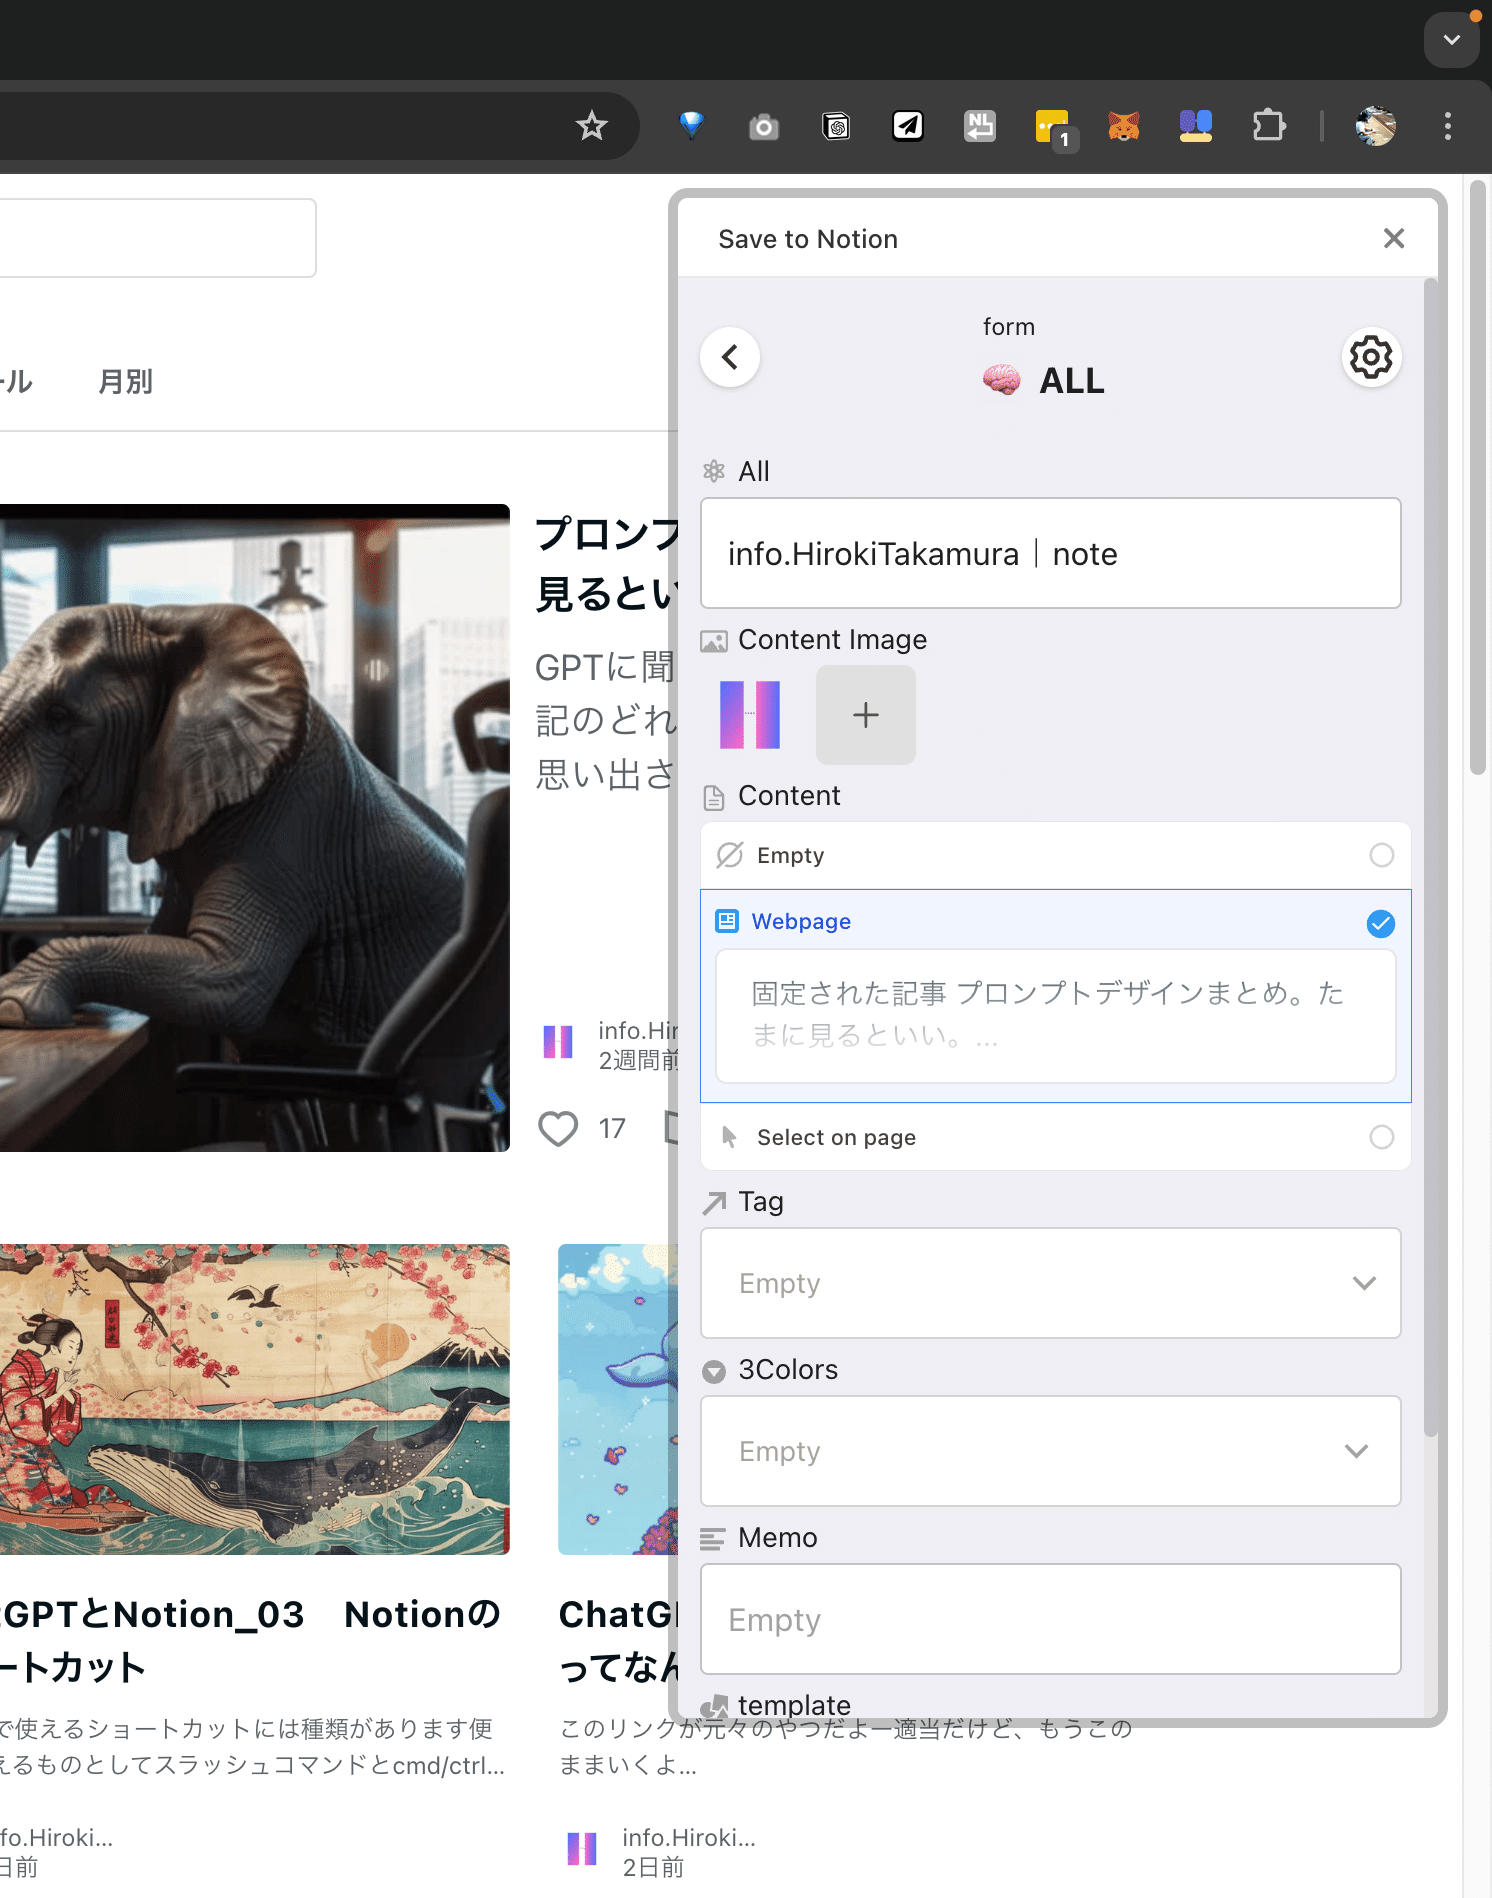 NL
1
Save to Notion
form
ALL
All
info.HirokiTakamura｜note
Content Image
Content
Empty
Webpage
固定された記事 プロンプトデザインまとめ。た
まに見るといい。...
Select on page
Tag
Empty
3Colors
Empty
Memo
Empty
template
ール
月別
プロンプ
見るとい
GPTに聞
記のどれ
思い出さ
info.Hir
2週間前
17
GPTとNotion_03　Notionの
ートカット
で使えるショートカットには種類があります便
えるものとしてスラッシュコマンドとcmd/ctrl...
fo.Hiroki...
日前
ChatGP
ってなん
このリンクが元々のやつだよー適当だけど、もうこの
ままいくよ...
info.Hiroki...
2日前